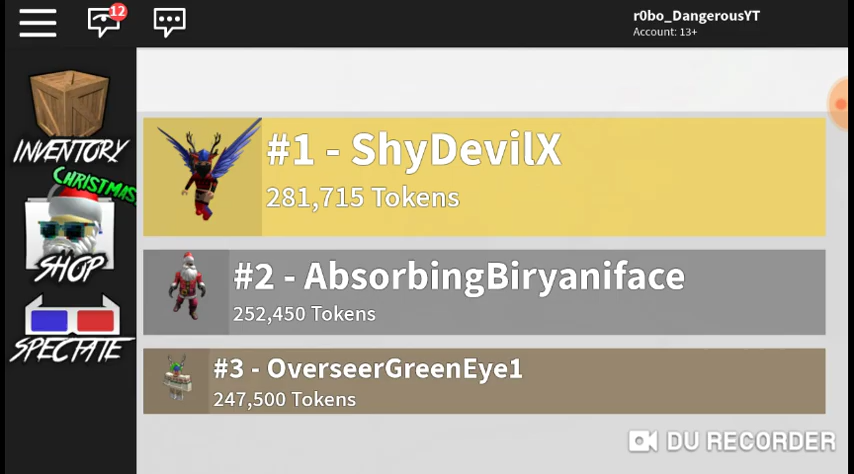 12
r0bo_DangerousYT
Account: 13+
INVENTORY
CHRISTMAS
SHOP
SPECTATE
#1 - ShyDevilX
281,715 Tokens
#2 - AbsorbingBiryaniface
252,450 Tokens
#3 - OverseerGreenEye1
247,500 Tokens
DU RECORDER